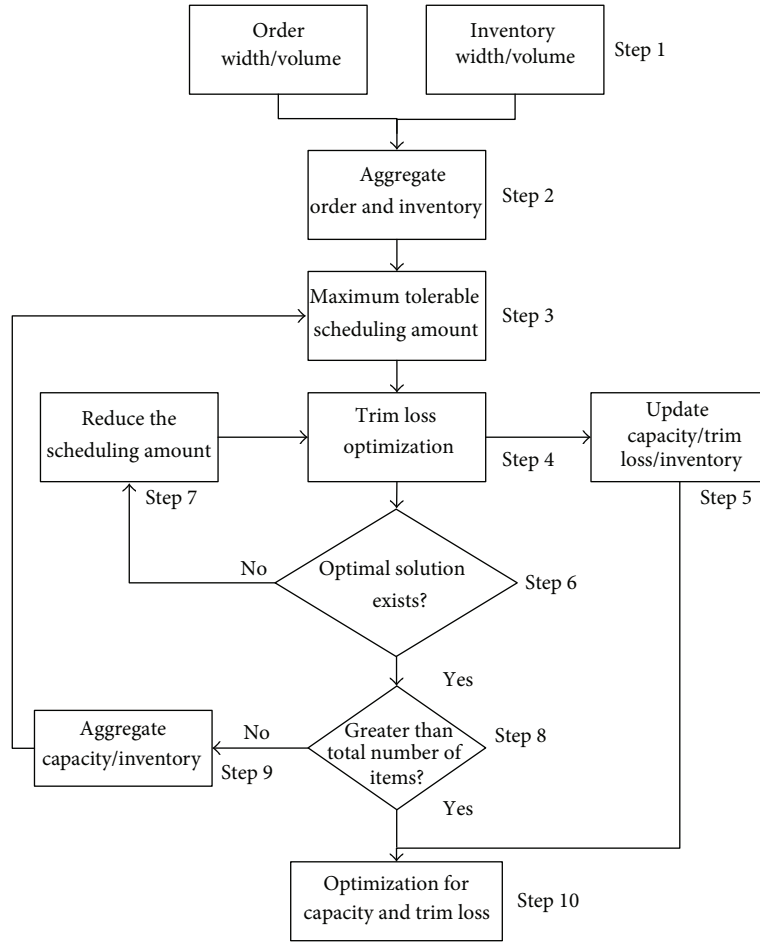 Order
width/volume
Inventory
width/volume
Step 1
Aggregate
order and inventory
Step 2
Maximum tolerable
scheduling amount
Step 3
Reduce the
scheduling amount
Step 7
Trim loss
optimization
Step 4
Update
capacity/trim
loss/inventory
Step 5
No
Optimal solution
exists?
Step 6
Yes
Aggregate
capacity/inventory
Step 9
No
Greater than
total number of
items?
Step 8
Yes
Optimization for
capacity and trim loss
Step 10